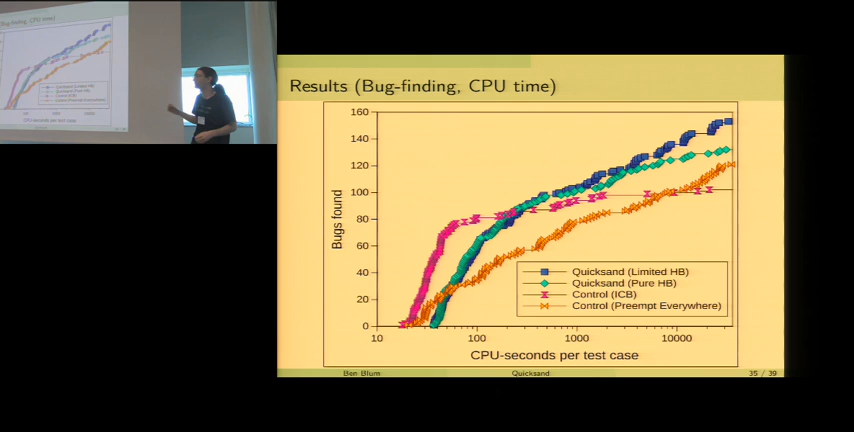 Results (Bug-finding, CPU time)
160
140
120
100
80
60
40
20
0
Bugs found
10
100
1000
10000
CPU-seconds per test case
Quicksand (Limited HB)
Quicksand (Pure HB)
Control (ICB)
Control (Preempt Everywhere)
Ben Blum
Quicksand
35 / 39